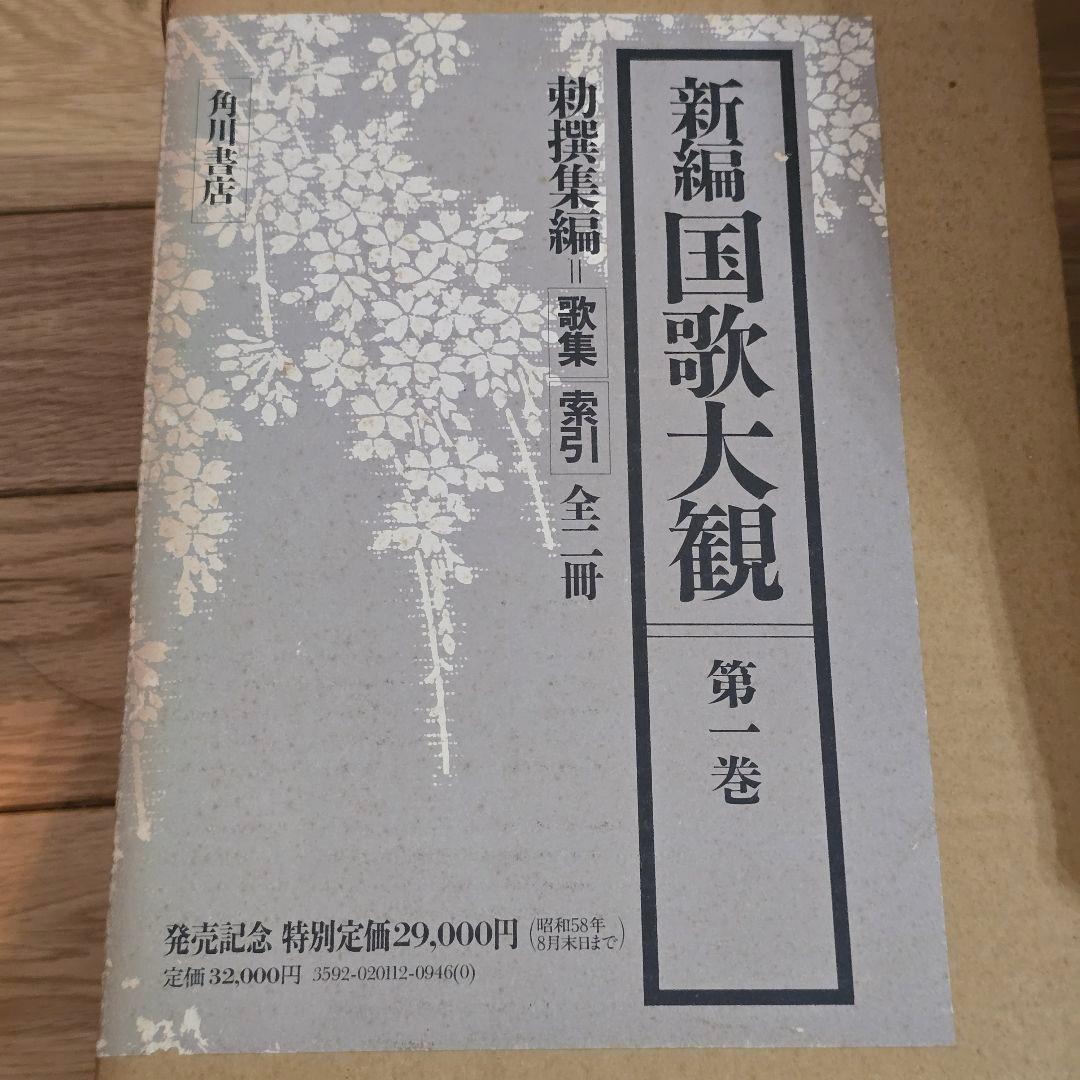 新編国歌大観 第一巻
勅撰集編=歌集 索引 全二冊
角川書店
発売記念 特別定価29,000円(昭和58年
8月末日まで)
定価32,000円 3592-020112-0946(0)